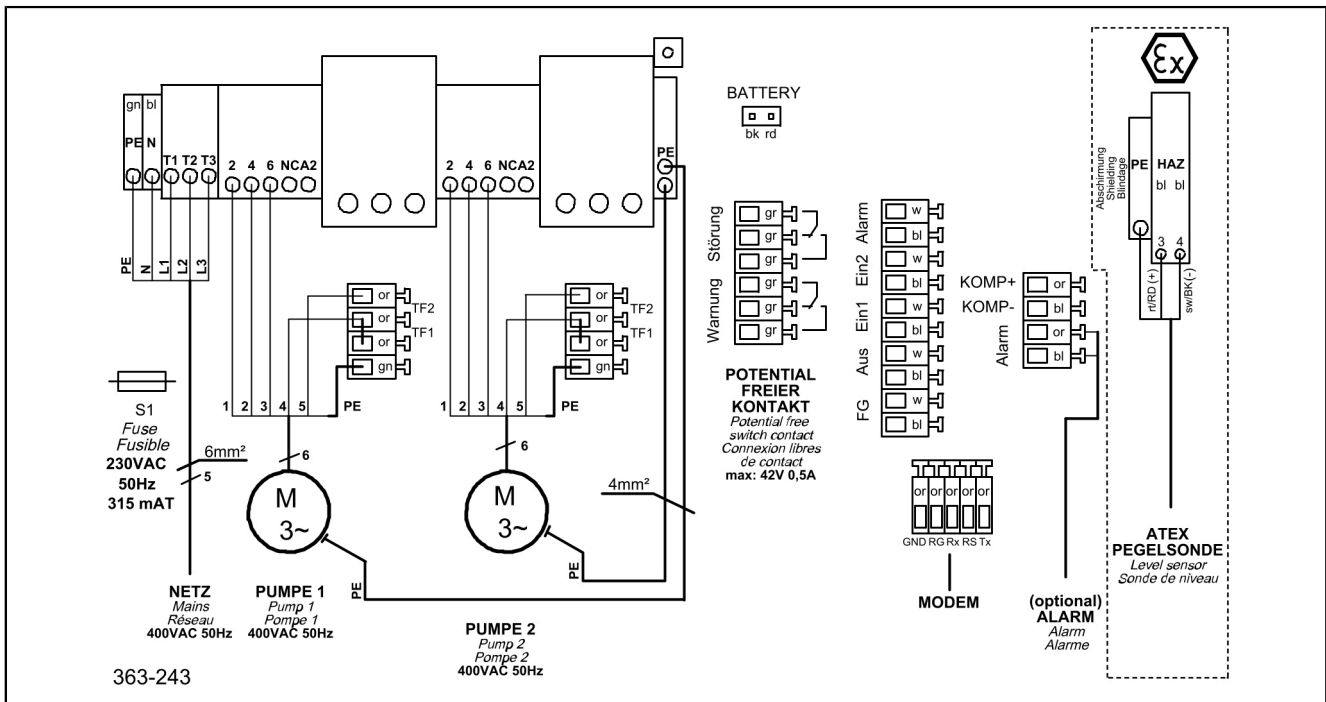 gn bl
PE N
T1 T2 T3
2 4 6 NCA2
2 4 6 NCA2
PE
PE
N
L1
L2
L3
or
or
or
gn
TF2
TF1
1 2 3 4 5 PE
6
or
or
or
gn
TF2
TF1
1 2 3 4 5 PE
6
S1
Fuse
Fusible
230VAC
50Hz
315 mAT
6mm²
5
M
3~
M
3~
4mm²
PE
PE
NETZ
Mains
Réseau
400VAC 50Hz
PUMPE 1
Pump 1
Pompe 1
400VAC 50Hz
PUMPE 2
Pump 2
Pompe 2
400VAC 50Hz
363-243
BATTERY
bk rd
Störung
Warnung
gr
gr
gr
gr
gr
gr
POTENTIAL
FREIER
KONTAKT
Potential free
switch contact
Connexion libres
de contact
max: 42V 0,5A
Alarm
Ein2
Ein1
Aus
FG
w
bl
w
bl
w
bl
w
bl
w
bl
or or or or or
GND RG Rx RS Tx
MODEM
KOMP+
KOMP-
Alarm
or
bl
or
bl
(optional)
ALARM
Alarm
Alarme
Ex
Abschirmung
Shielding
Blindage
PE
HAZ
bl bl
3 4
rt/RD (+)
sw/BK(-)
ATEX
PEGELSONDE
Level sensor
Sonde de niveau